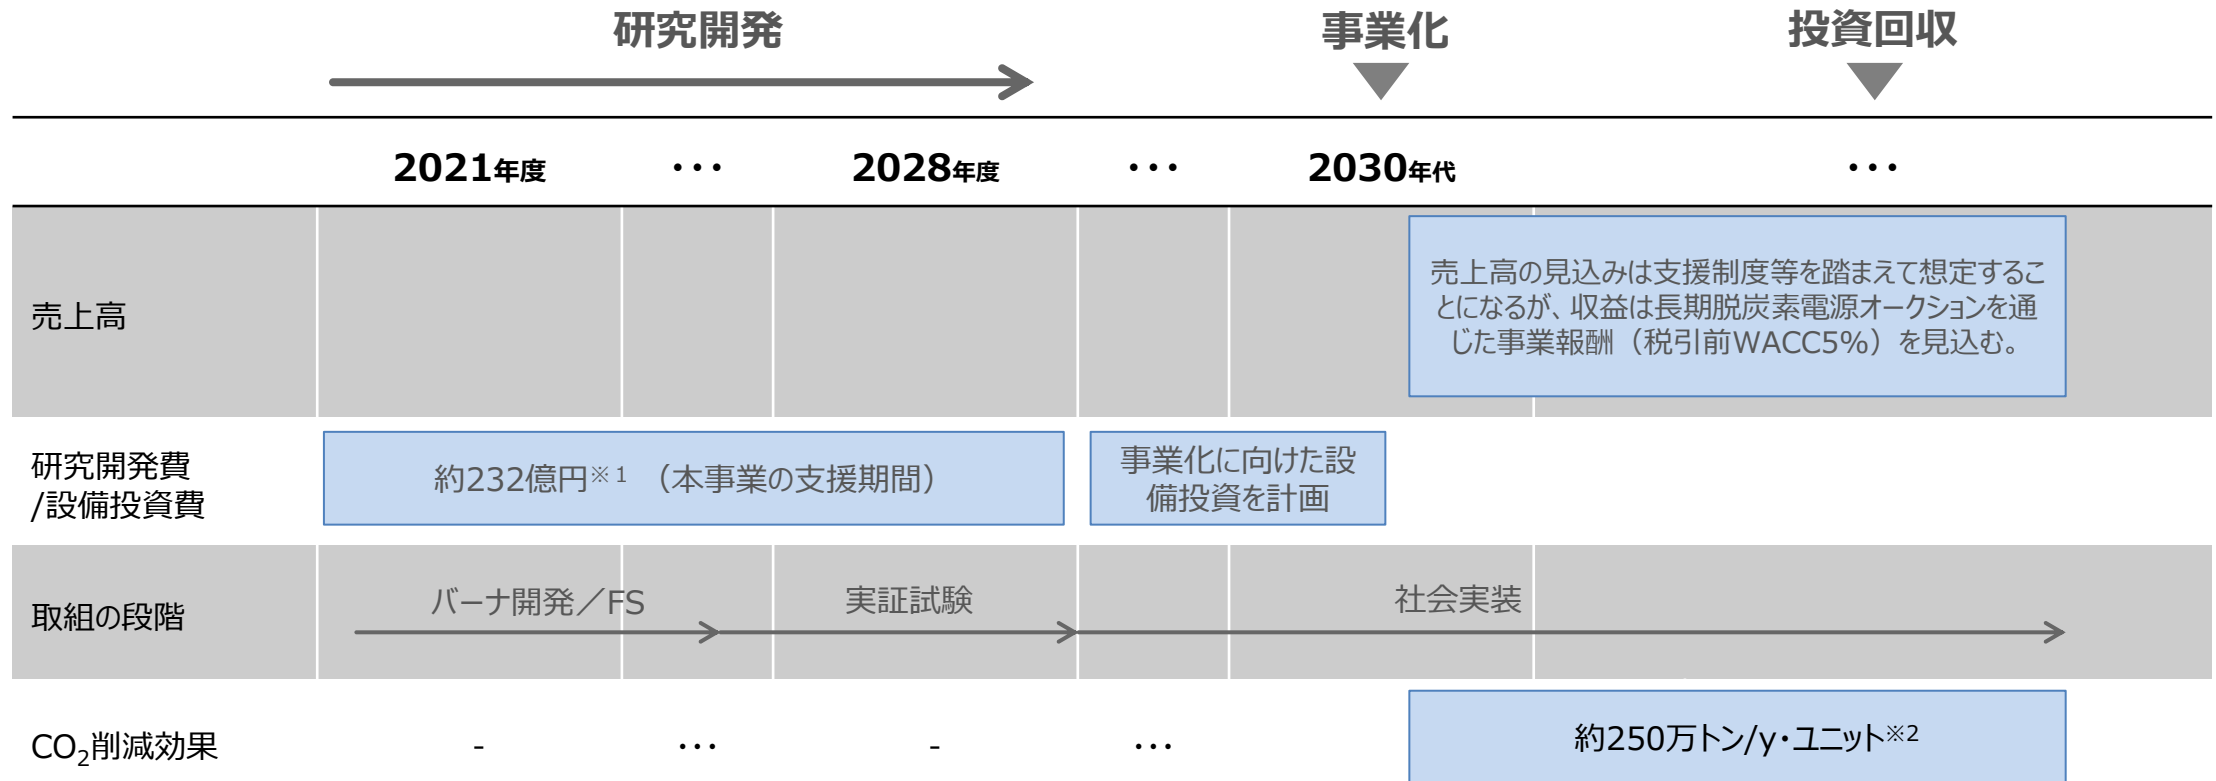 研究開発 事業化 投資回収
2021年度 ・・・ 2028年度 ・・・ 2030年代 ・・・
売上高
売上高の見込みは支援制度等を踏まえて想定するこ
とになるが、収益は長期脱炭素電源オークションを通
じた事業報酬（税引前WACC5%）を見込む。
研究開発費
/設備投資費
約232億円※1 （本事業の支援期間）
事業化に向けた設
備投資を計画
取組の段階
バーナ開発／FS 実証試験 社会実装
CO2削減効果 - ・・・ - ・・・ 約250万トン/y・ユニット※2